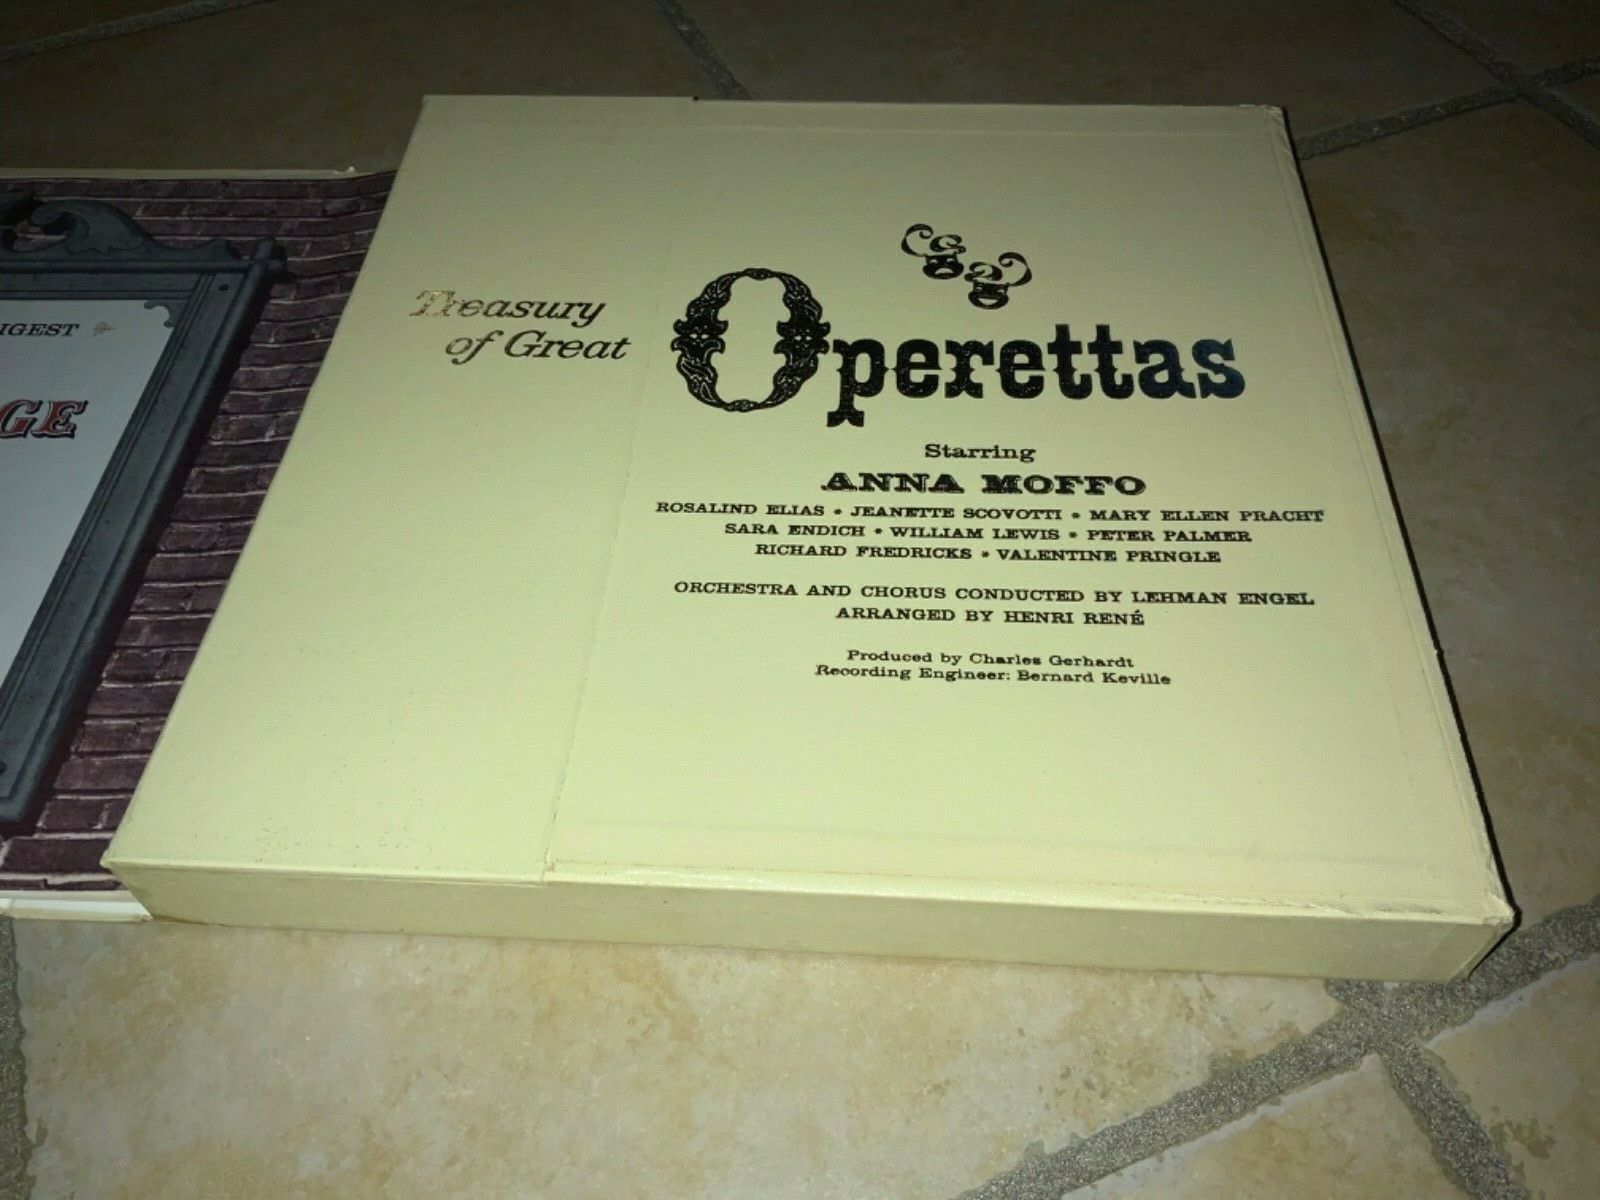 IGEST
GE
Treasury
of Great
Operettas
Starring
ANNA MOFFO
ROSALIND ELIAS * JEANETTE SCOVOTTI * MARY ELLEN PRACHT
SARA ENDICH * WILLIAM LEWIS * PETER PALMER
RICHARD FREDRICKS * VALENTINE PRINGLE
ORCHESTRA AND CHORUS CONDUCTED BY LEHMAN ENGEL
ARRANGED BY HENRI RENÉ
Produced by Charles Gerhardt
Recording Engineer: Bernard Keville